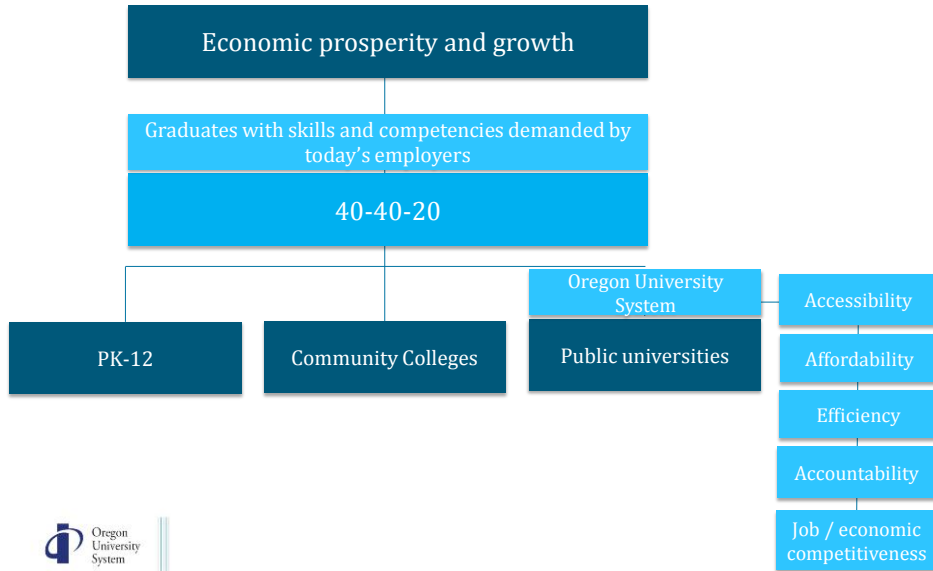 Economic prosperity and growth
Graduates with skills and competencies demanded by
today’s employers
40-40-20
Oregon University
System
Accessibility
PK-12
Community Colleges
Public universities
Affordability
Efficiency
Accountability
Job / economic
competitiveness
Oregon
University
System